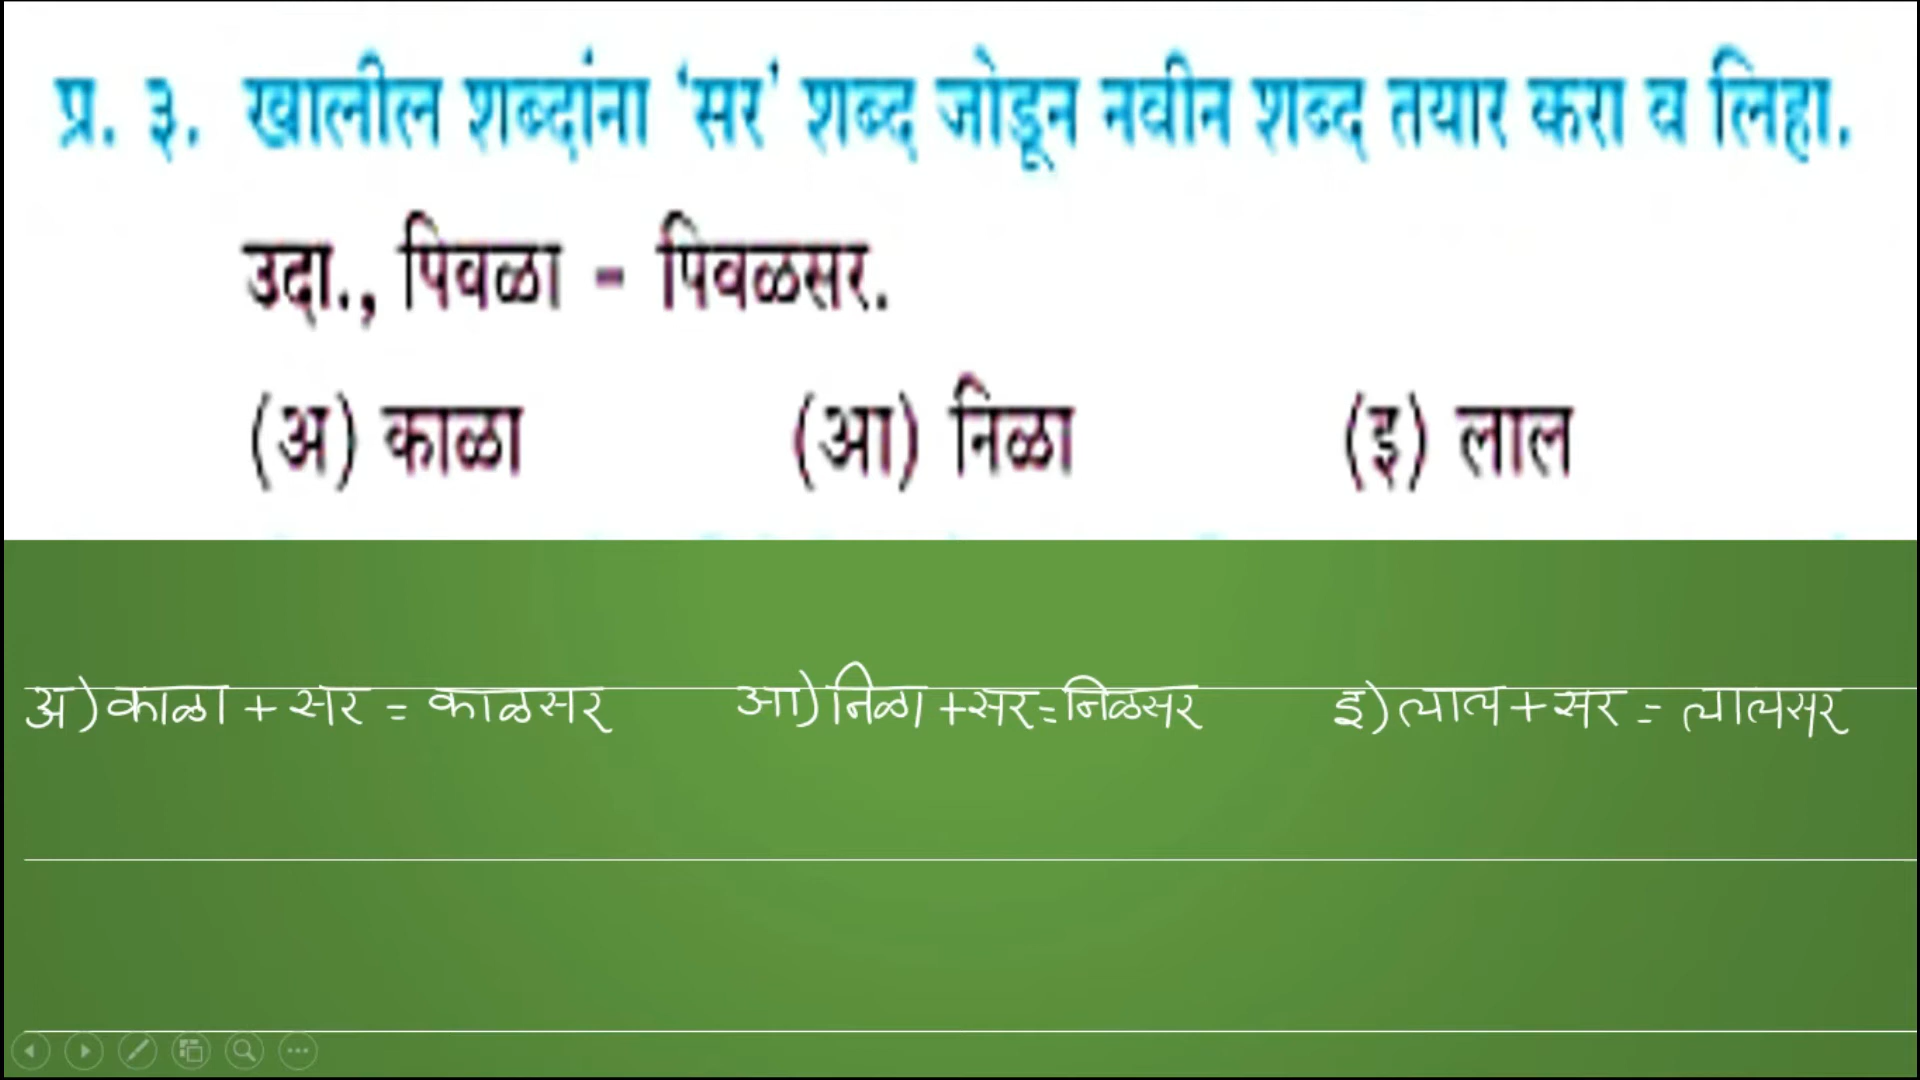 प्र. ३. खालील शब्दांना ‘सर’ शब्द जोडून नवीन शब्द तयार करा व लिहा.
उदा., पिवळा - पिवळसर.
(अ) काळा (आ) निळा (इ) लाल
अ) काळा + सर = काळसर आ) निळा + सर = निळसर इ) लाल + सर = लालसर